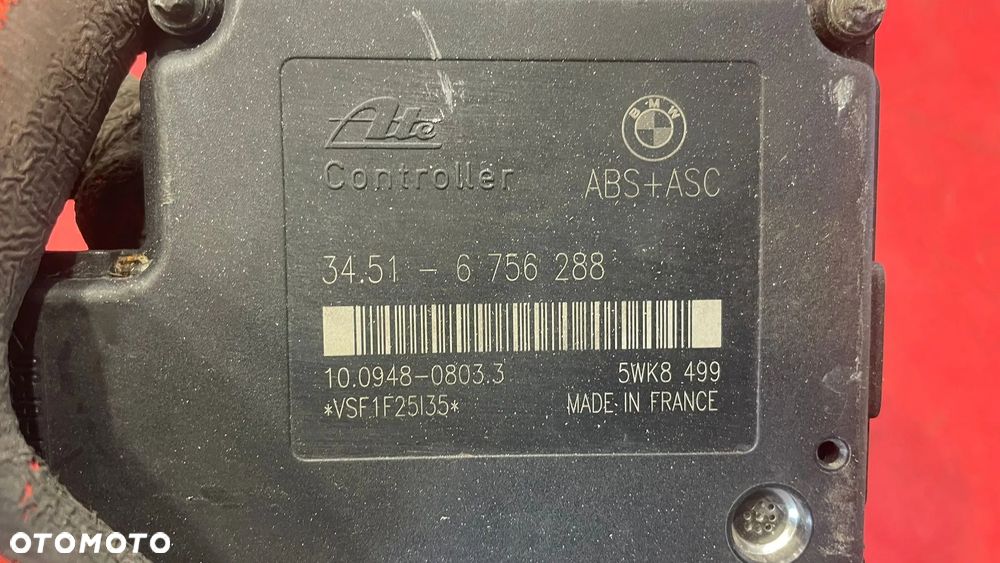 BMW
Ate
Controller
ABS+ASC
34.51 - 6 756 288
10.0948-0803.3
5WK8 499
*VSF1F25I35*
MADE IN FRANCE
OTOMOTO